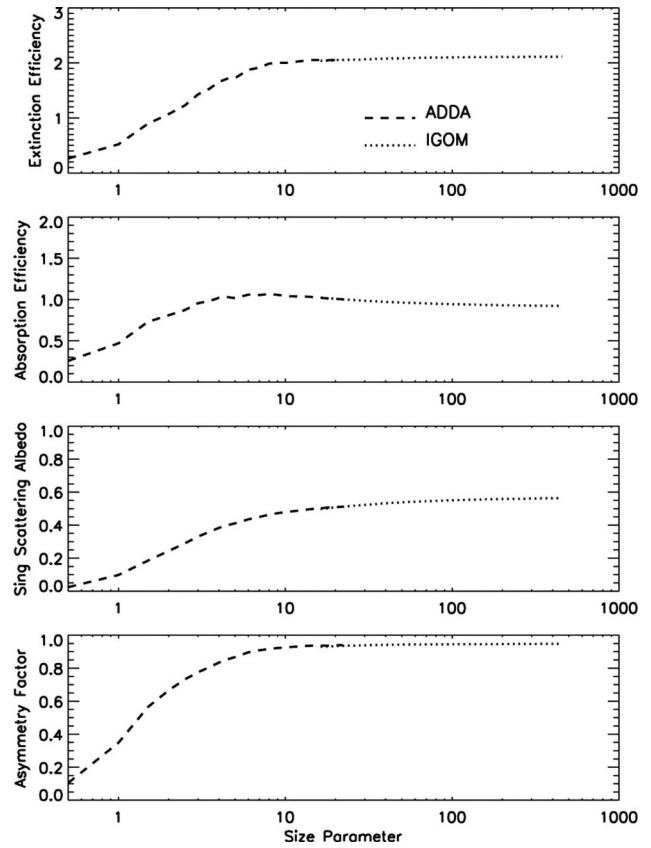 Extinction Efficiency
3
2
1
0
ADDA
IGOM
1 10 100 1000
Absorption Efficiency
2.0
1.5
1.0
0.5
0.0
1 10 100 1000
Sing Scattering Albedo
1.0
0.8
0.6
0.4
0.2
0.0
1 10 100 1000
Asymmetry Factor
1.0
0.8
0.6
0.4
0.2
0.0
1 10 100 1000
Size Parameter